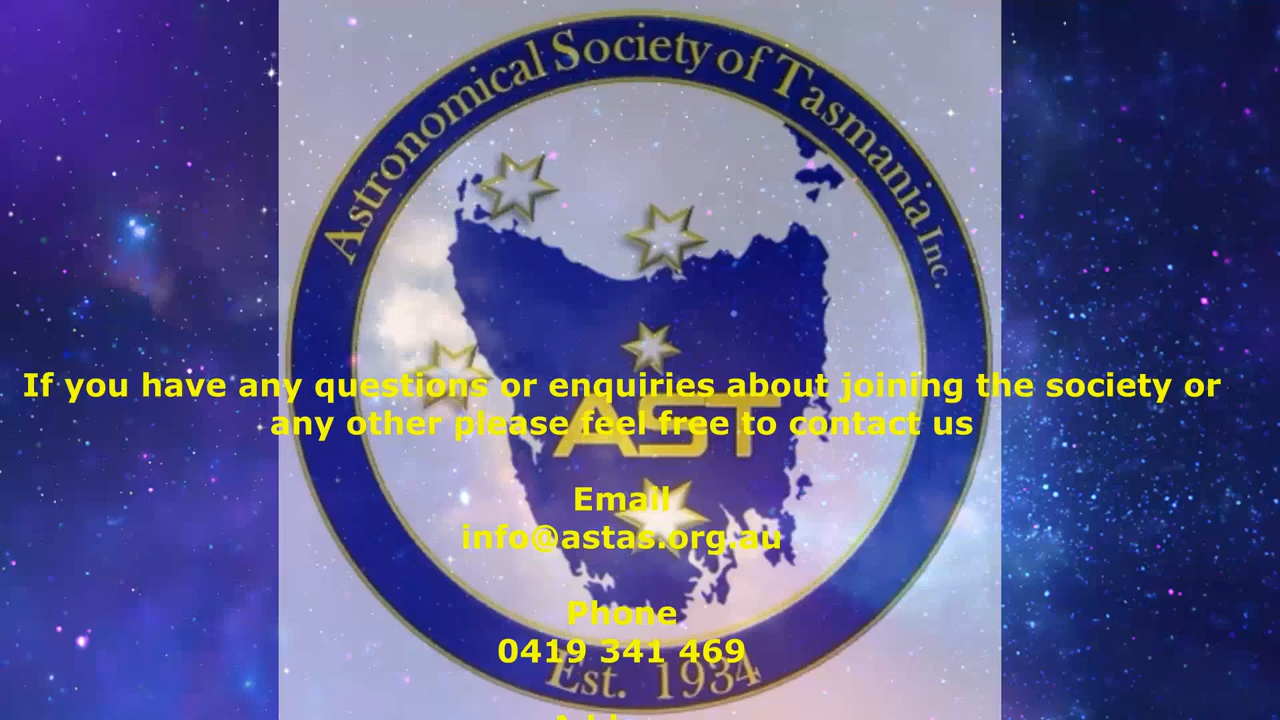 Astronomical Society of Tasmania Inc.
If you have any questions or enquiries about joining the society or
any other please feel free to contact us
AST
Email
info@astas.org.au
Phone
0419 341 469
Est. 1934